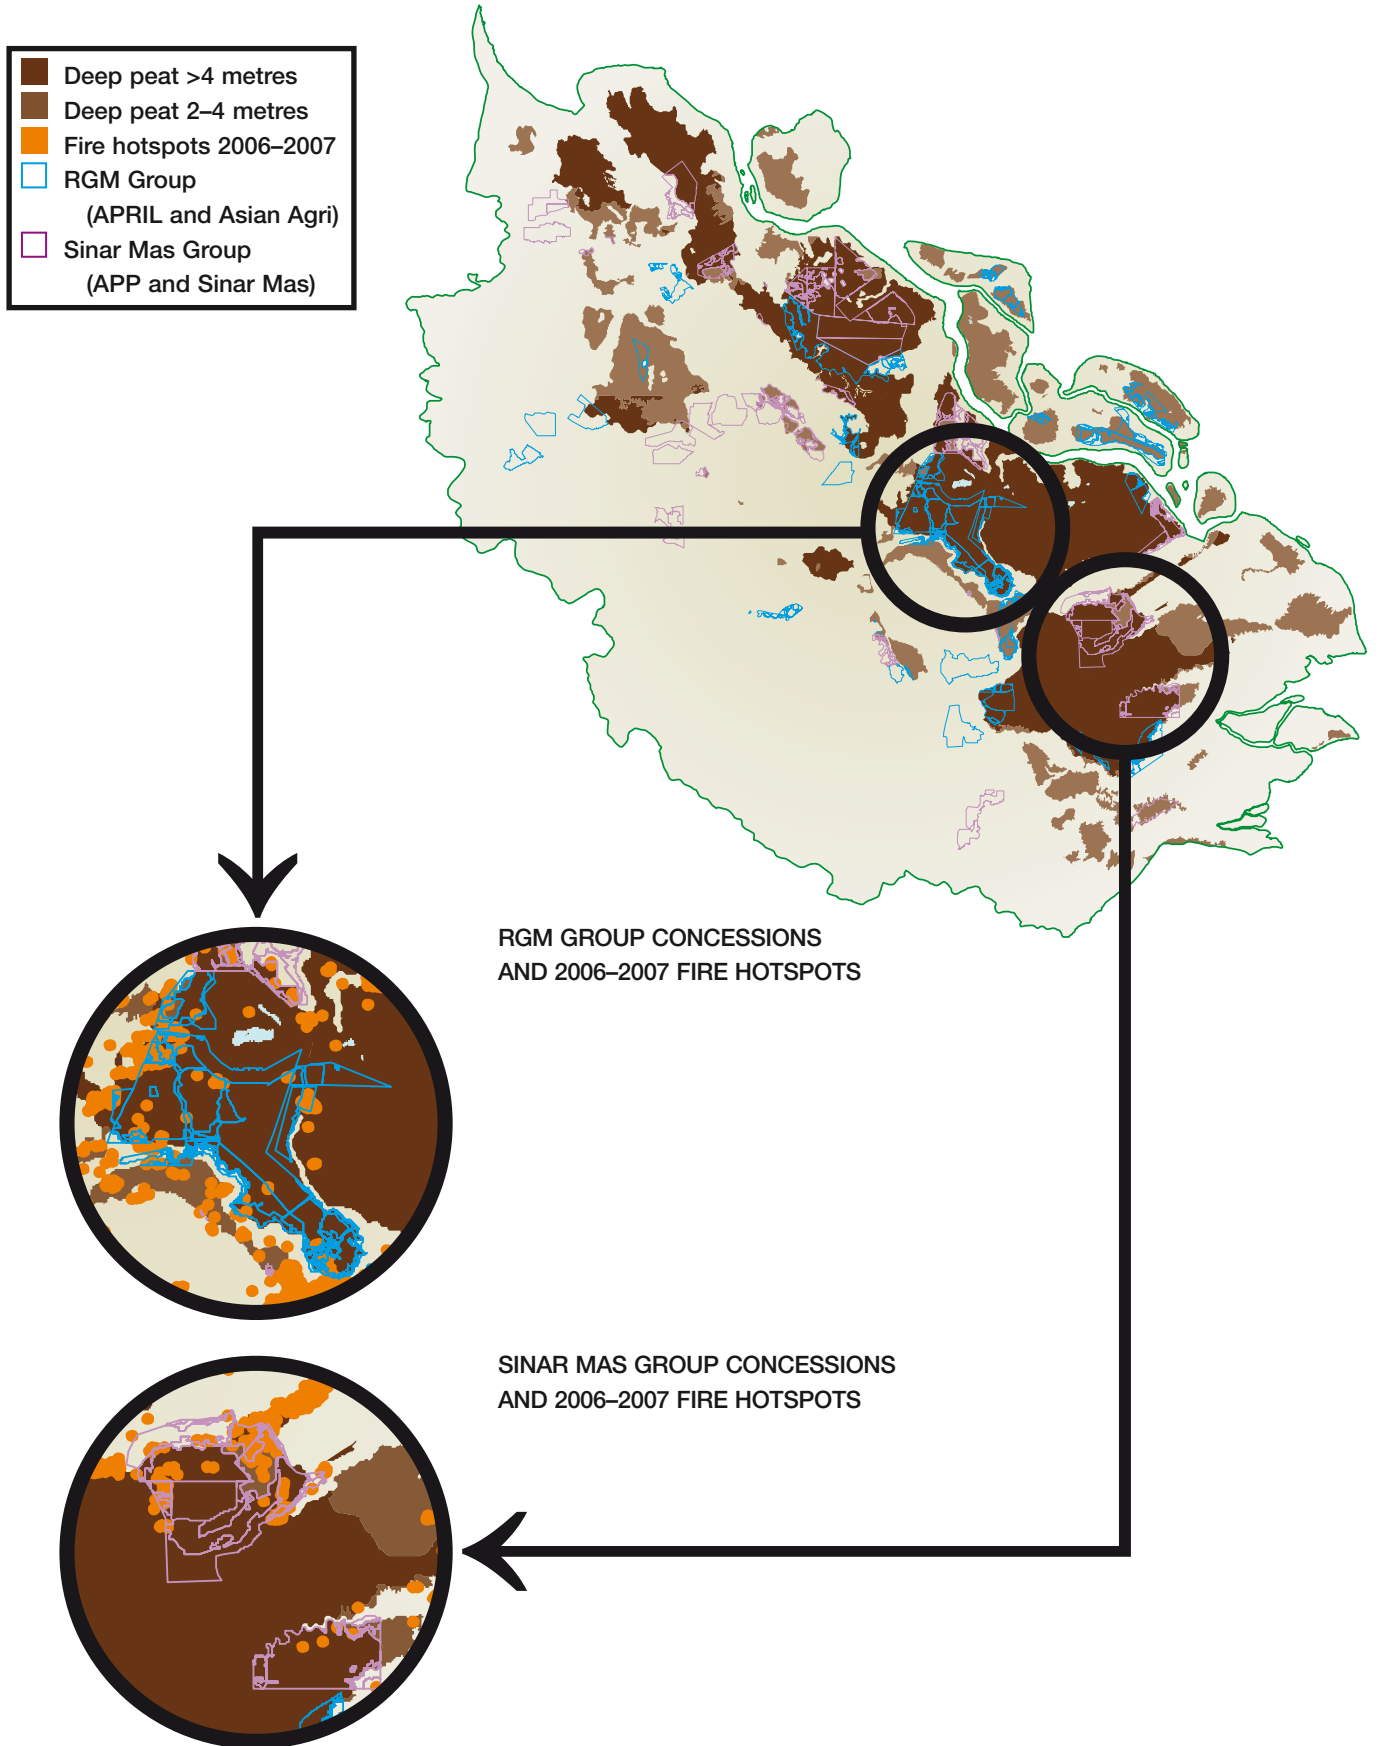 Deep peat >4 metres
Deep peat 2–4 metres
Fire hotspots 2006–2007
RGM Group
(APRIL and Asian Agri)
Sinar Mas Group
(APP and Sinar Mas)
RGM GROUP CONCESSIONS
AND 2006–2007 FIRE HOTSPOTS
SINAR MAS GROUP CONCESSIONS
AND 2006–2007 FIRE HOTSPOTS